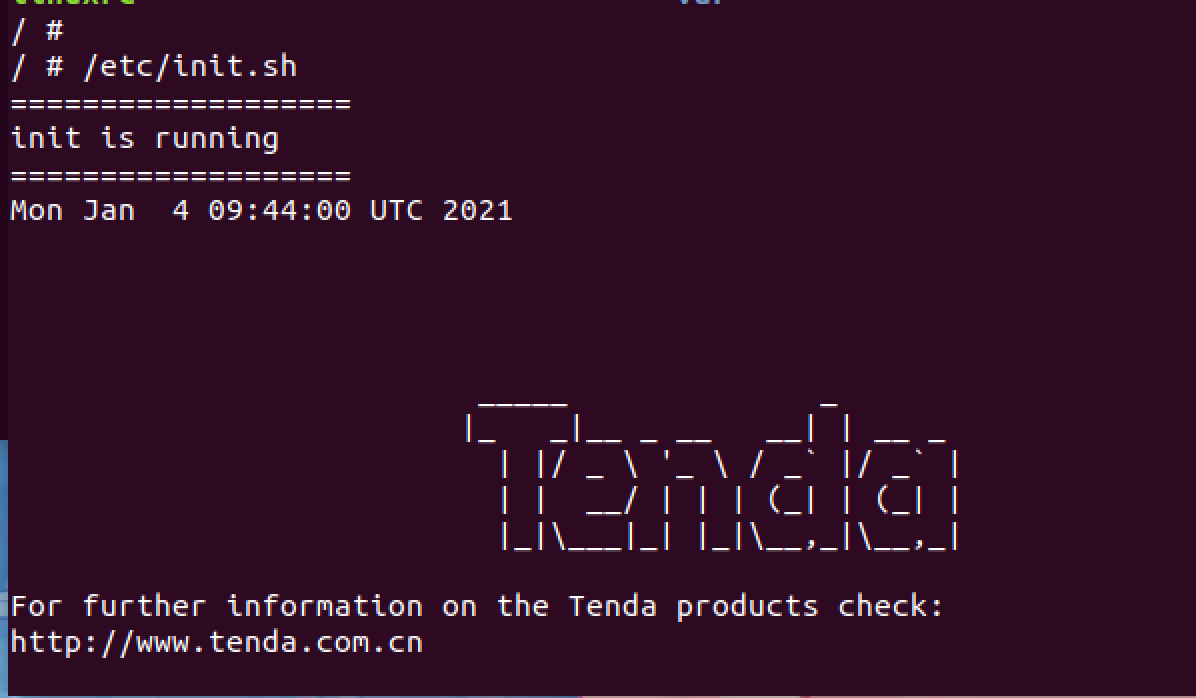 / #
/ # /etc/init.sh
===================
init is running
===================
Mon Jan  4 09:44:00 UTC 2021
Tenda
For further information on the Tenda products check:
http://www.tenda.com.cn